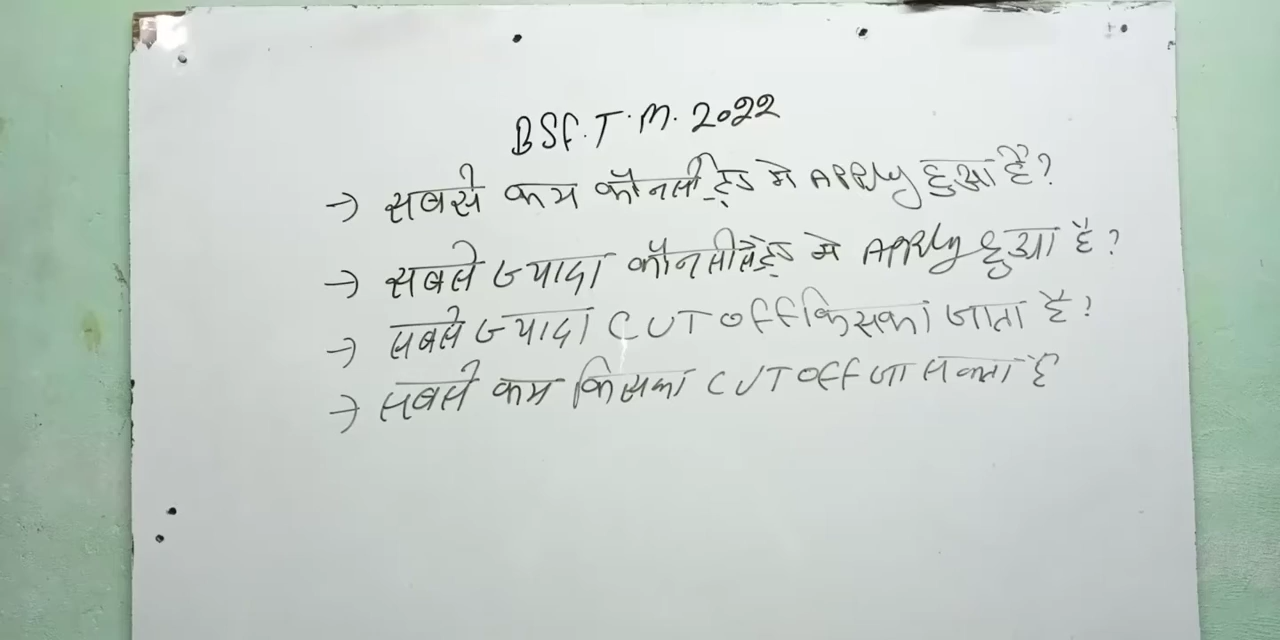 BSF.T.M. 2022
→ सबसे कम कौनसी ट्रेड मे APPly हुआ है?
→ सबसे ज्यादा कौनसी ट्रेड मे APPly हुआ है?
→ सबसे ज्यादा CUT OFF किसका जाता है?
→ सबसे कम किसका CUT OFF जा सकता है